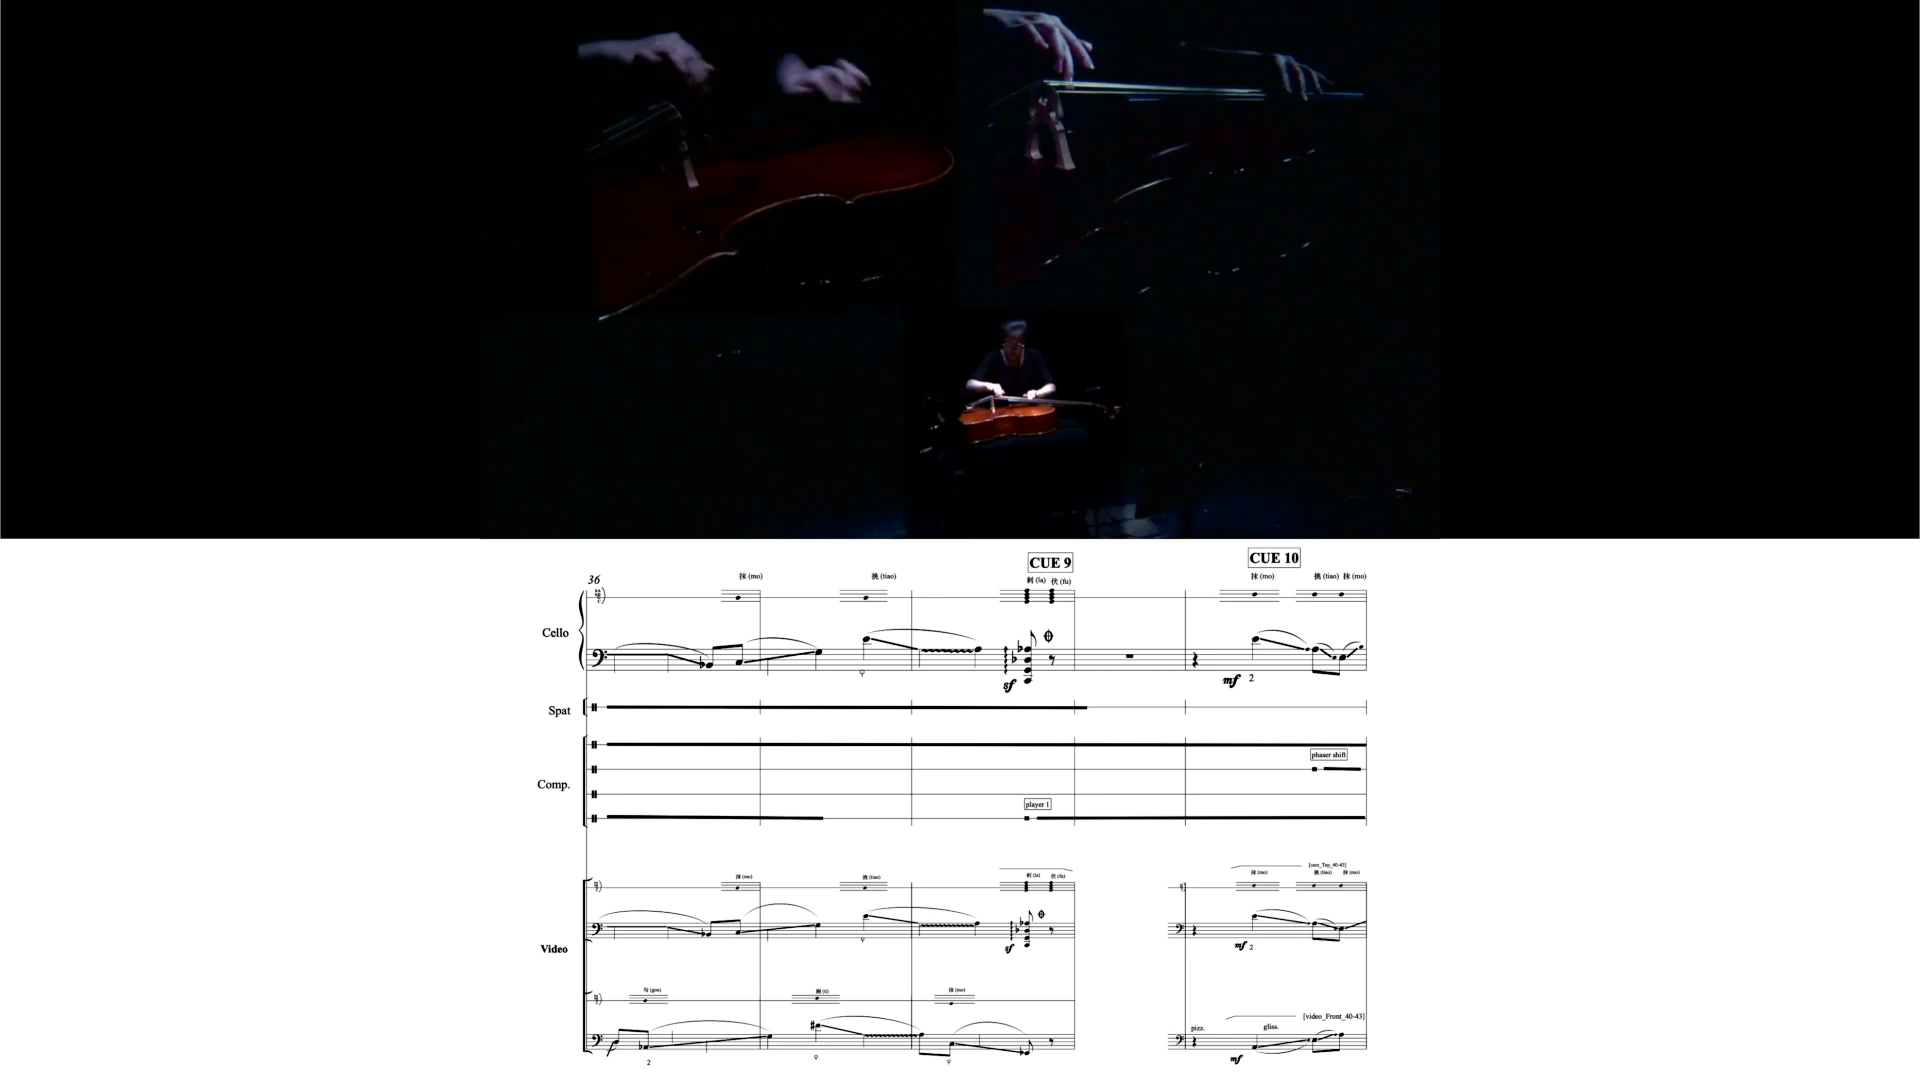 CUE 9
CUE 10
36
抹 (mo)
挑 (tiao)
剌 (la)
伏 (fu)
抹 (mo)
挑 (tiao)
抹 (mo)
Cello
sf
mf
2
Spat
Comp.
phaser shift
player 1
[cam_Top_40-43]
抹 (mo)
挑 (tiao)
剌 (la)
伏 (fu)
抹 (mo)
挑 (tiao)
抹 (mo)
sf
mf
2
Video
勾 (gou)
剔 (ti)
抹 (mo)
pizz.
gliss.
[video_Front_40-43]
f
2
mf